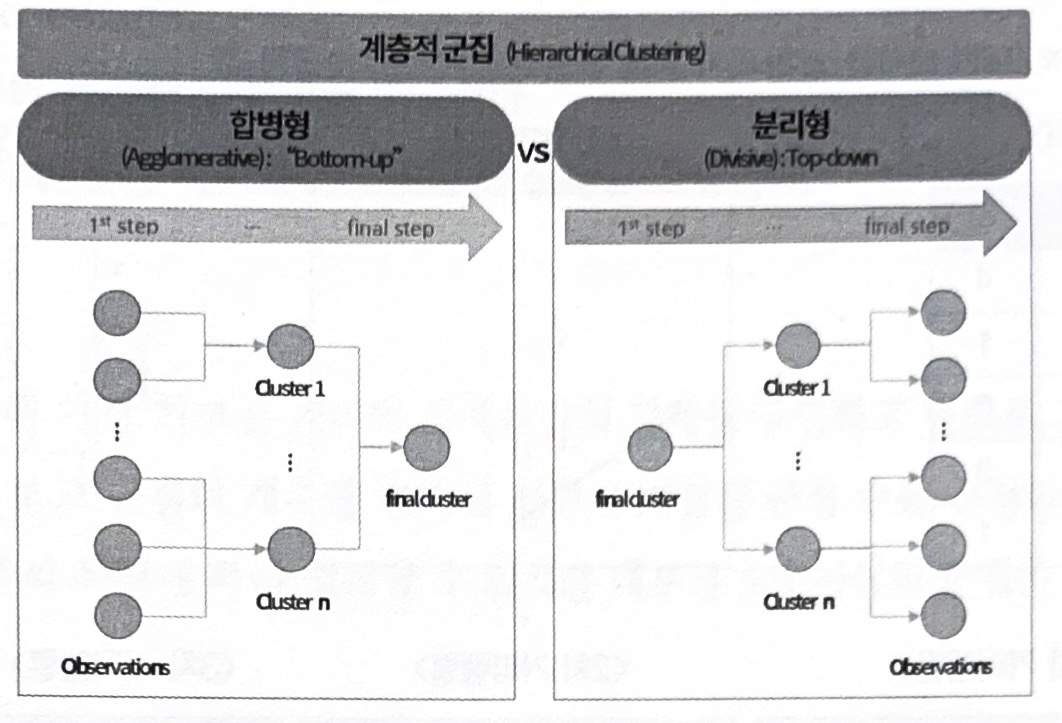 계층적 군집 (Hierarchical Clustering)
합병형
(Agglomerative) : “Bottom-up”
VS
분리형
(Divisive) : Top-down
1st step ... final step
1st step ... final step
Cluster 1
⋮
⋮
final cluster
Cluster n
Observations
Cluster 1
⋮
⋮
final cluster
Cluster n
Observations